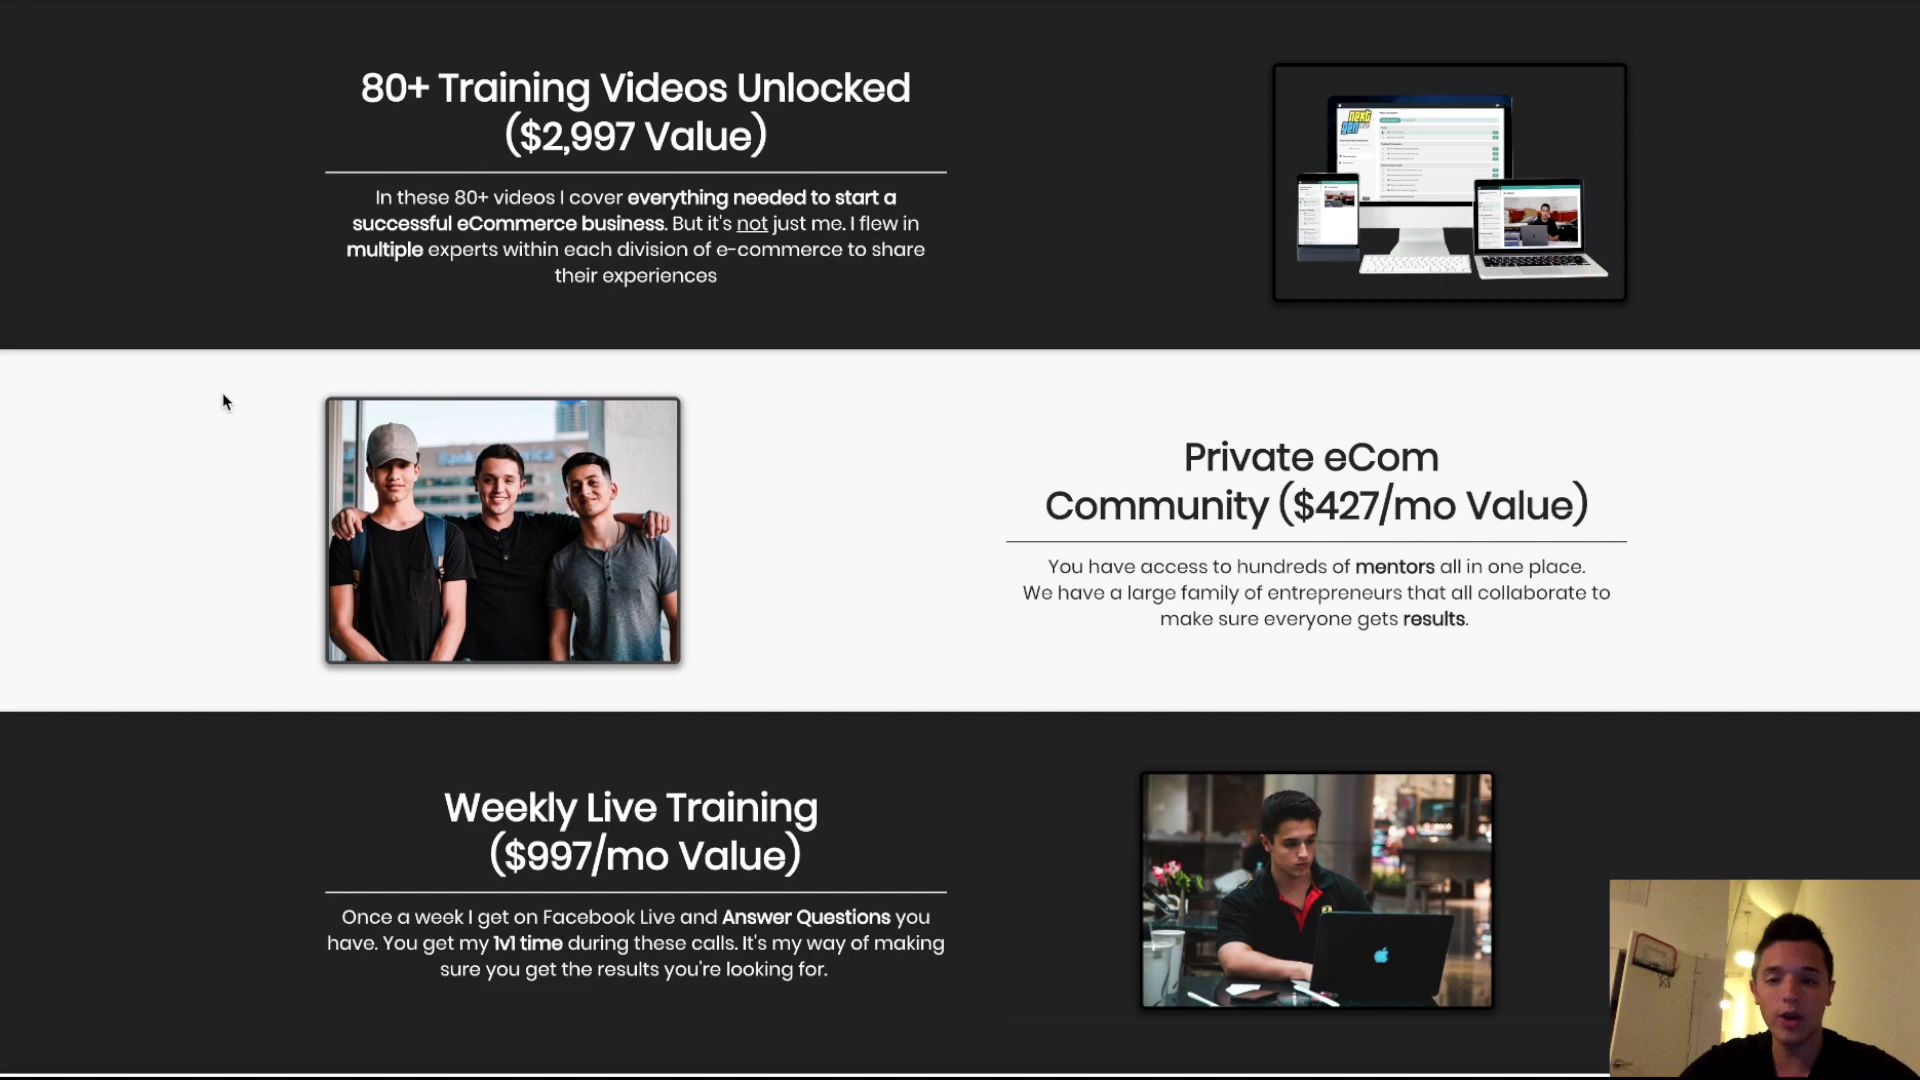 80+ Training Videos Unlocked
($2,997 Value)
In these 80+ videos I cover everything needed to start a
successful eCommerce business. But it's not just me. I flew in
multiple experts within each division of e-commerce to share
their experiences
next
gen
Private eCom
Community ($427/mo Value)
You have access to hundreds of mentors all in one place.
We have a large family of entrepreneurs that all collaborate to
make sure everyone gets results.
Weekly Live Training
($997/mo Value)
Once a week I get on Facebook Live and Answer Questions you
have. You get my 1v1 time during these calls. It's my way of making
sure you get the results you're looking for.